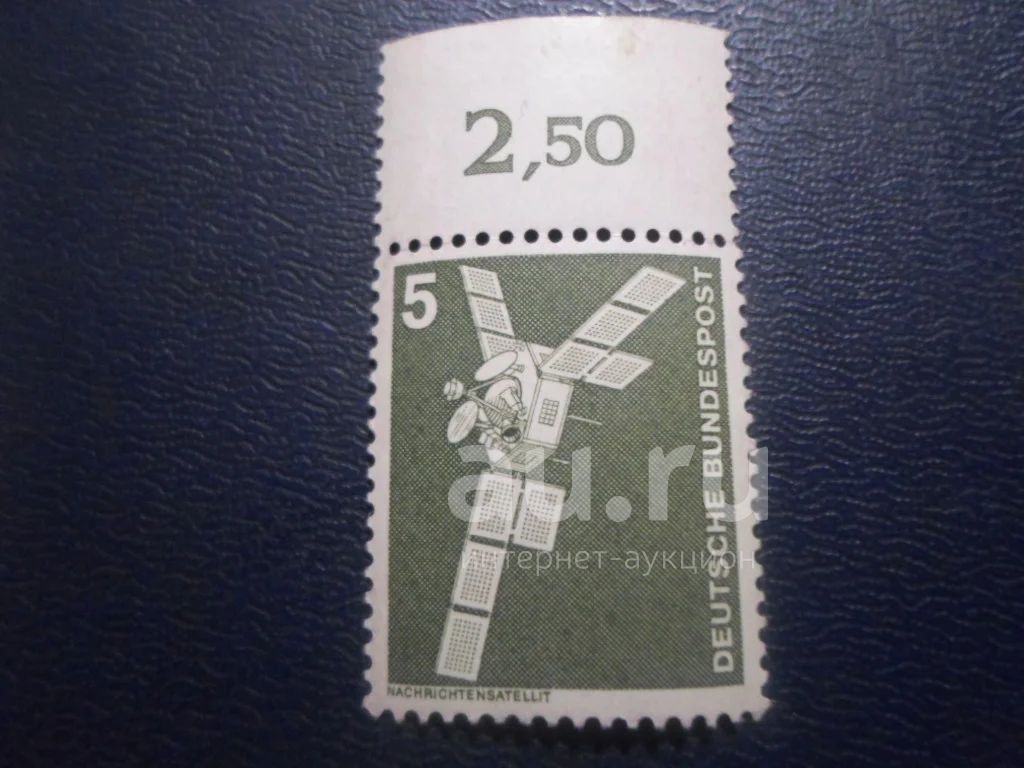 2,50
5
DEUTSCHE BUNDESPOST
NACHRICHTENSATELLIT
au.ru
интернет-аукцион